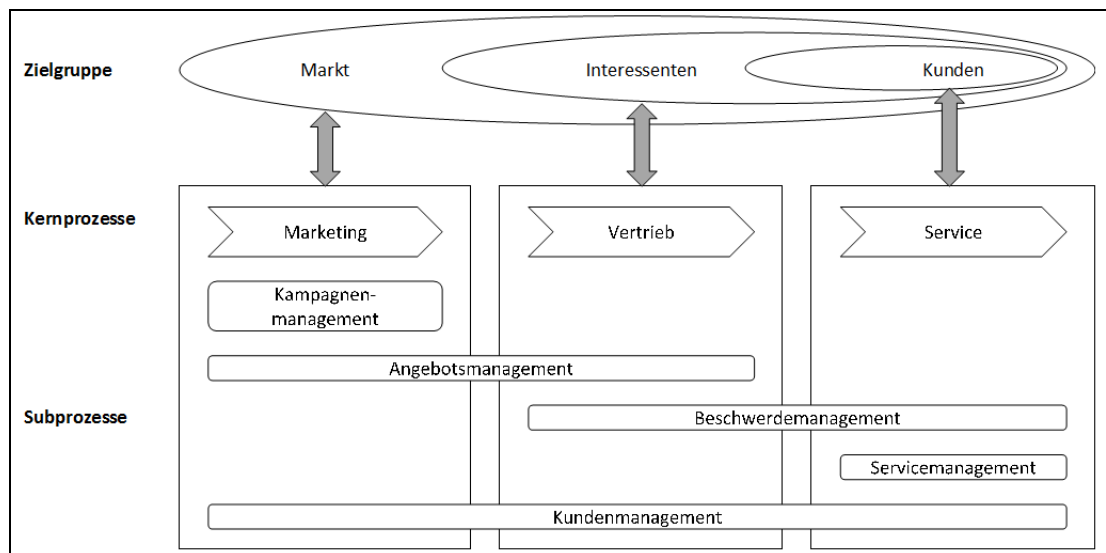 Zielgruppe
Markt
Interessenten
Kunden
Kernprozesse
Marketing
Vertrieb
Service
Kampagnen-
management
Angebotsmanagement
Subprozesse
Beschwerdemanagement
Servicemanagement
Kundenmanagement